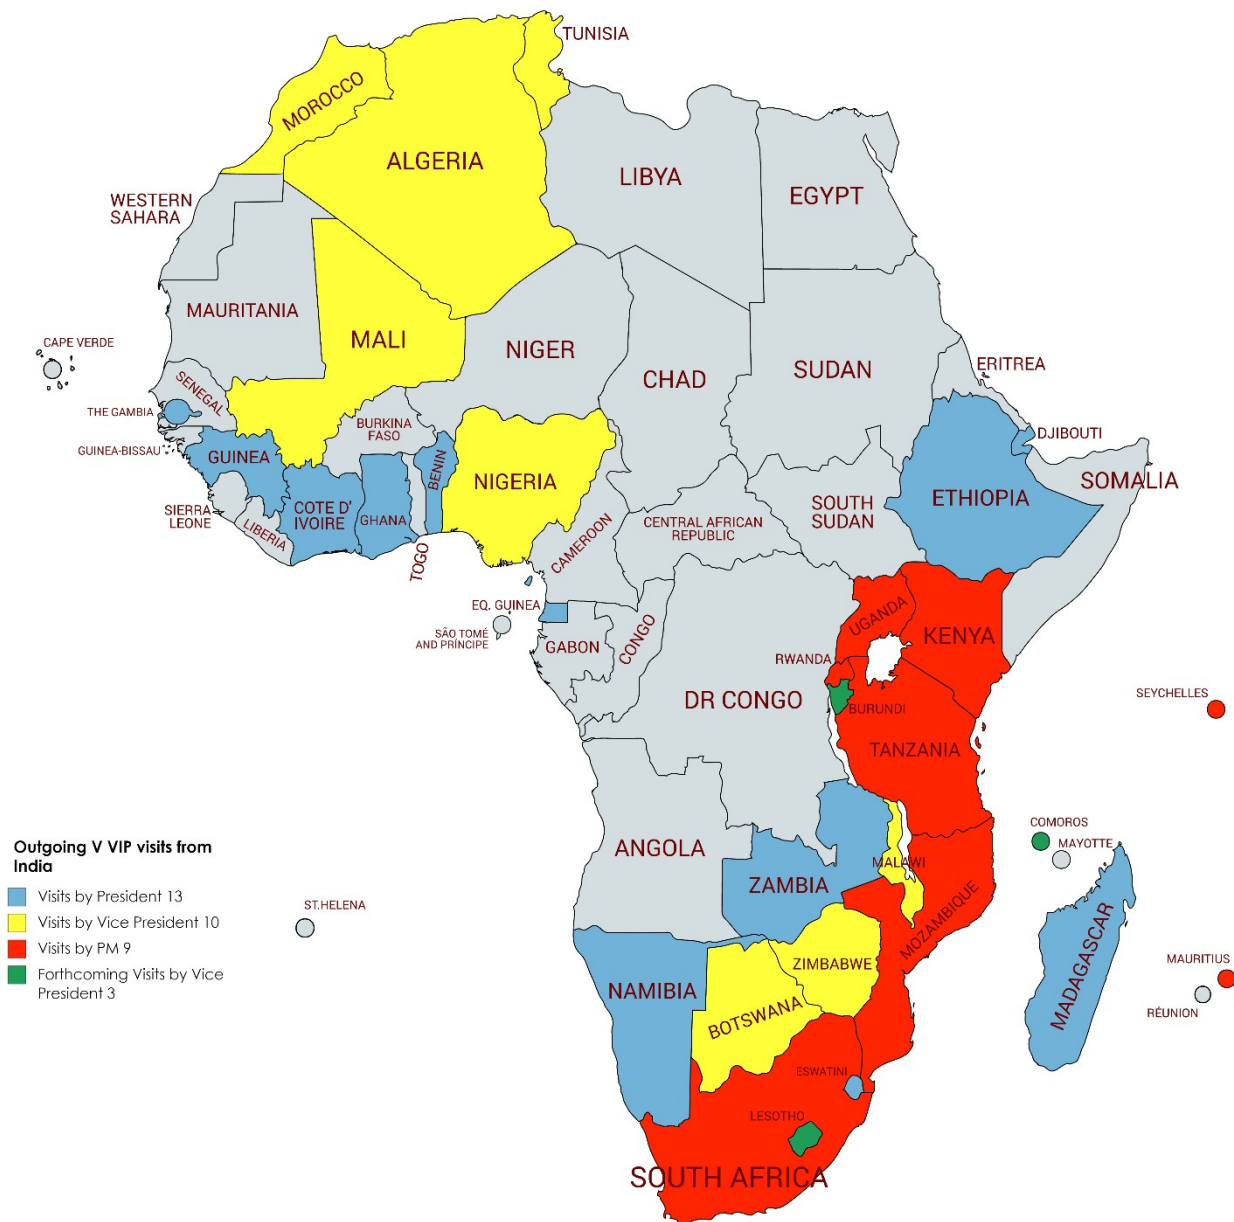 TUNISIA
MOROCCO
ALGERIA
LIBYA
EGYPT
WESTERN
SAHARA
MAURITANIA
MALI
NIGER
CHAD
SUDAN
ERITREA
CAPE VERDE
SENEGAL
THE GAMBIA
GUINEA-BISSAU
GUINEA
BURKINA
FASO
BENIN
NIGERIA
DJIBOUTI
SOMALIA
ETHIOPIA
SIERRA
LEONE
LIBERIA
COTE D'
IVOIRE
GHANA
TOGO
CAMEROON
CENTRAL AFRICAN
REPUBLIC
SOUTH
SUDAN
EQ. GUINEA
SÃO TOMÉ
AND PRÍNCIPE
GABON
CONGO
UGANDA
KENYA
RWANDA
DR CONGO
BURUNDI
TANZANIA
SEYCHELLES
COMOROS
MAYOTTE
ANGOLA
ZAMBIA
MALAWI
MOZAMBIQUE
MADAGASCAR
MAURITIUS
RÉUNION
ST.HELENA
NAMIBIA
BOTSWANA
ZIMBABWE
ESWATINI
LESOTHO
SOUTH AFRICA
Outgoing V VIP visits from
India
Visits by President 13
Visits by Vice President 10
Visits by PM 9
Forthcoming Visits by Vice
President 3